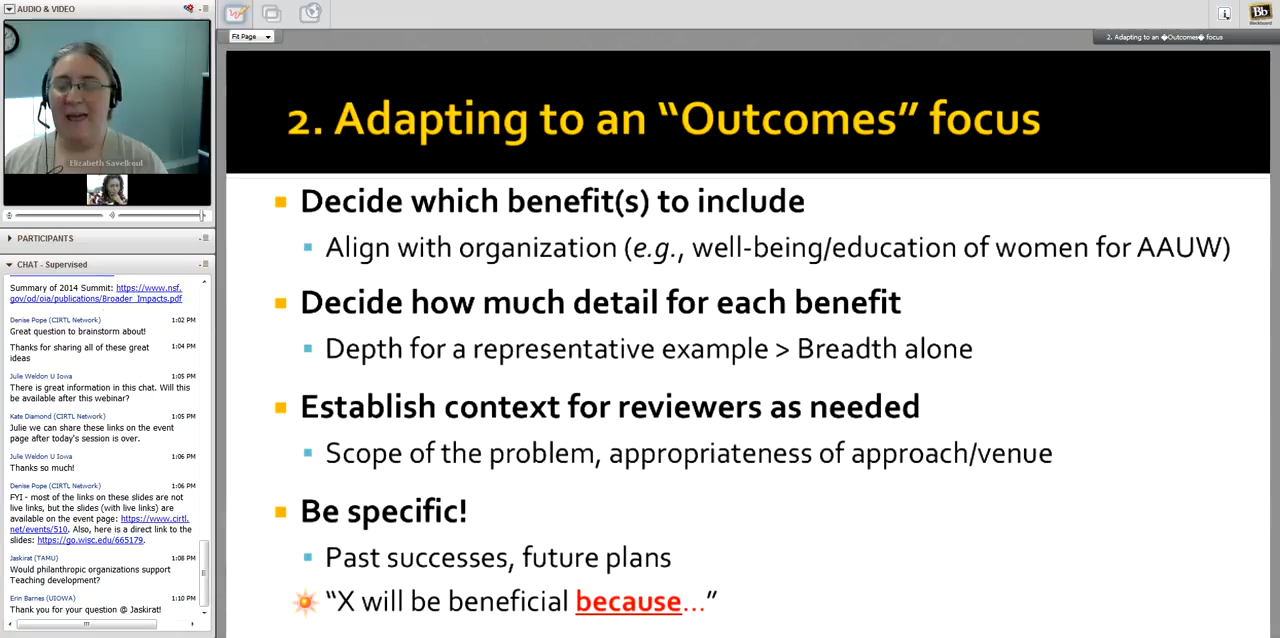 AUDIO & VIDEO
Elizabeth Savelkoul
PARTICIPANTS
CHAT - Supervised
Summary of 2014 Summit: https://www.nsf.
gov/od/oia/publications/Broader_Impacts.pdf
Denise Pope (CIRTL Network) 1:02 PM
Great question to brainstorm about!
Thanks for sharing all of these great 1:04 PM
ideas
Julie Weldon U Iowa 1:05 PM
There is great information in this chat. Will this
be available after this webinar?
Kate Diamond (CIRTL Network) 1:05 PM
Julie we can share these links on the event
page after today's session is over.
Julie Weldon U Iowa 1:06 PM
Thanks so much!
Denise Pope (CIRTL Network) 1:06 PM
FYI - most of the links on these slides are not
live links, but the slides (with live links) are
available on the event page: https://www.cirtl.
net/events/510. Also, here is a direct link to the
slides: https://go.wisc.edu/665179.
Jaskirat (TAMU) 1:08 PM
Would philanthropic organizations support
Teaching development?
Erin Barnes (UIOWA) 1:10 PM
Thank you for your question @ Jaskirat!
Fit Page
Bb
Blackboard
2. Adapting to an �Outcomes� focus
2. Adapting to an “Outcomes” focus
Decide which benefit(s) to include
Align with organization (e.g., well-being/education of women for AAUW)
Decide how much detail for each benefit
Depth for a representative example > Breadth alone
Establish context for reviewers as needed
Scope of the problem, appropriateness of approach/venue
Be specific!
Past successes, future plans
“X will be beneficial because...”